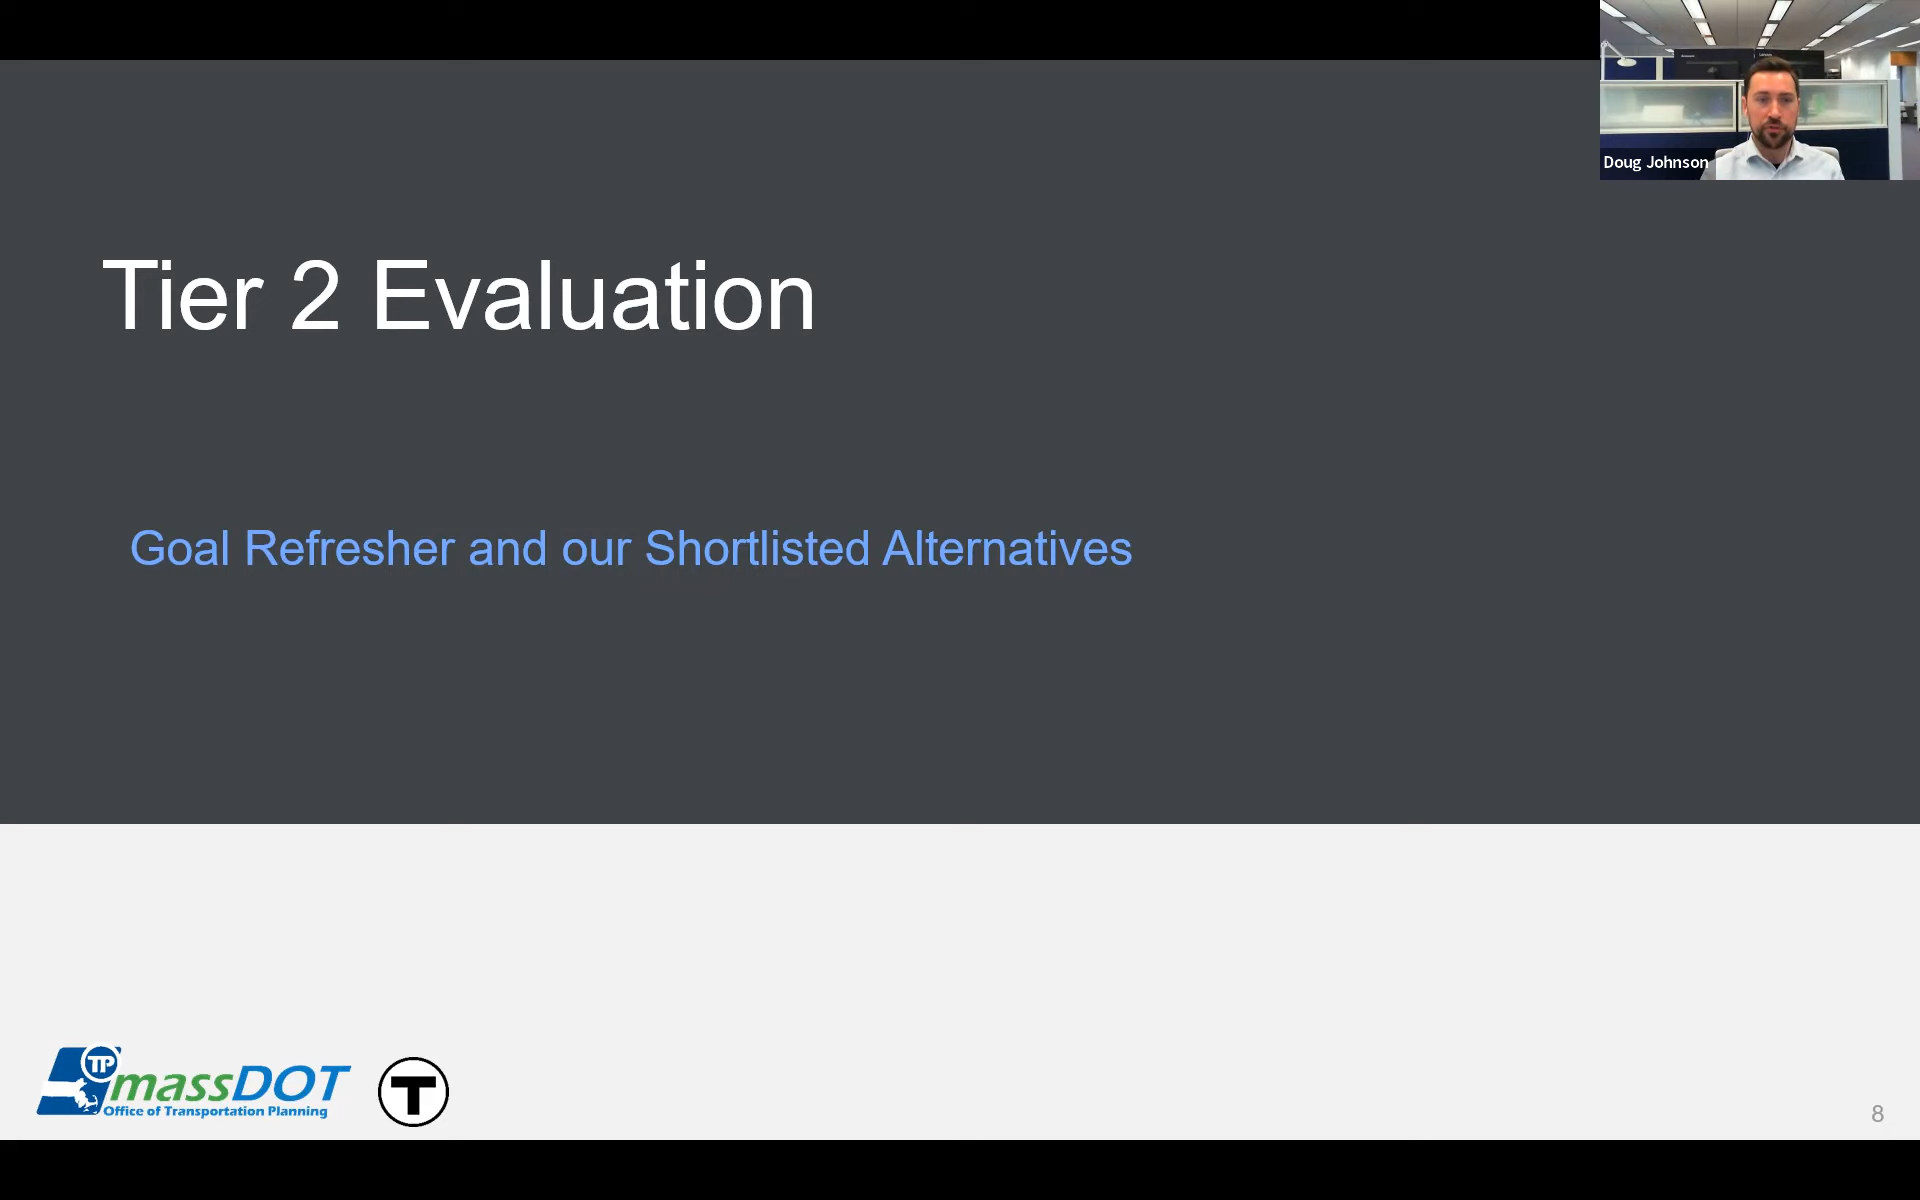 Doug Johnson
Tier 2 Evaluation
Goal Refresher and our Shortlisted Alternatives
TP
massDOT
Office of Transportation Planning
T
8